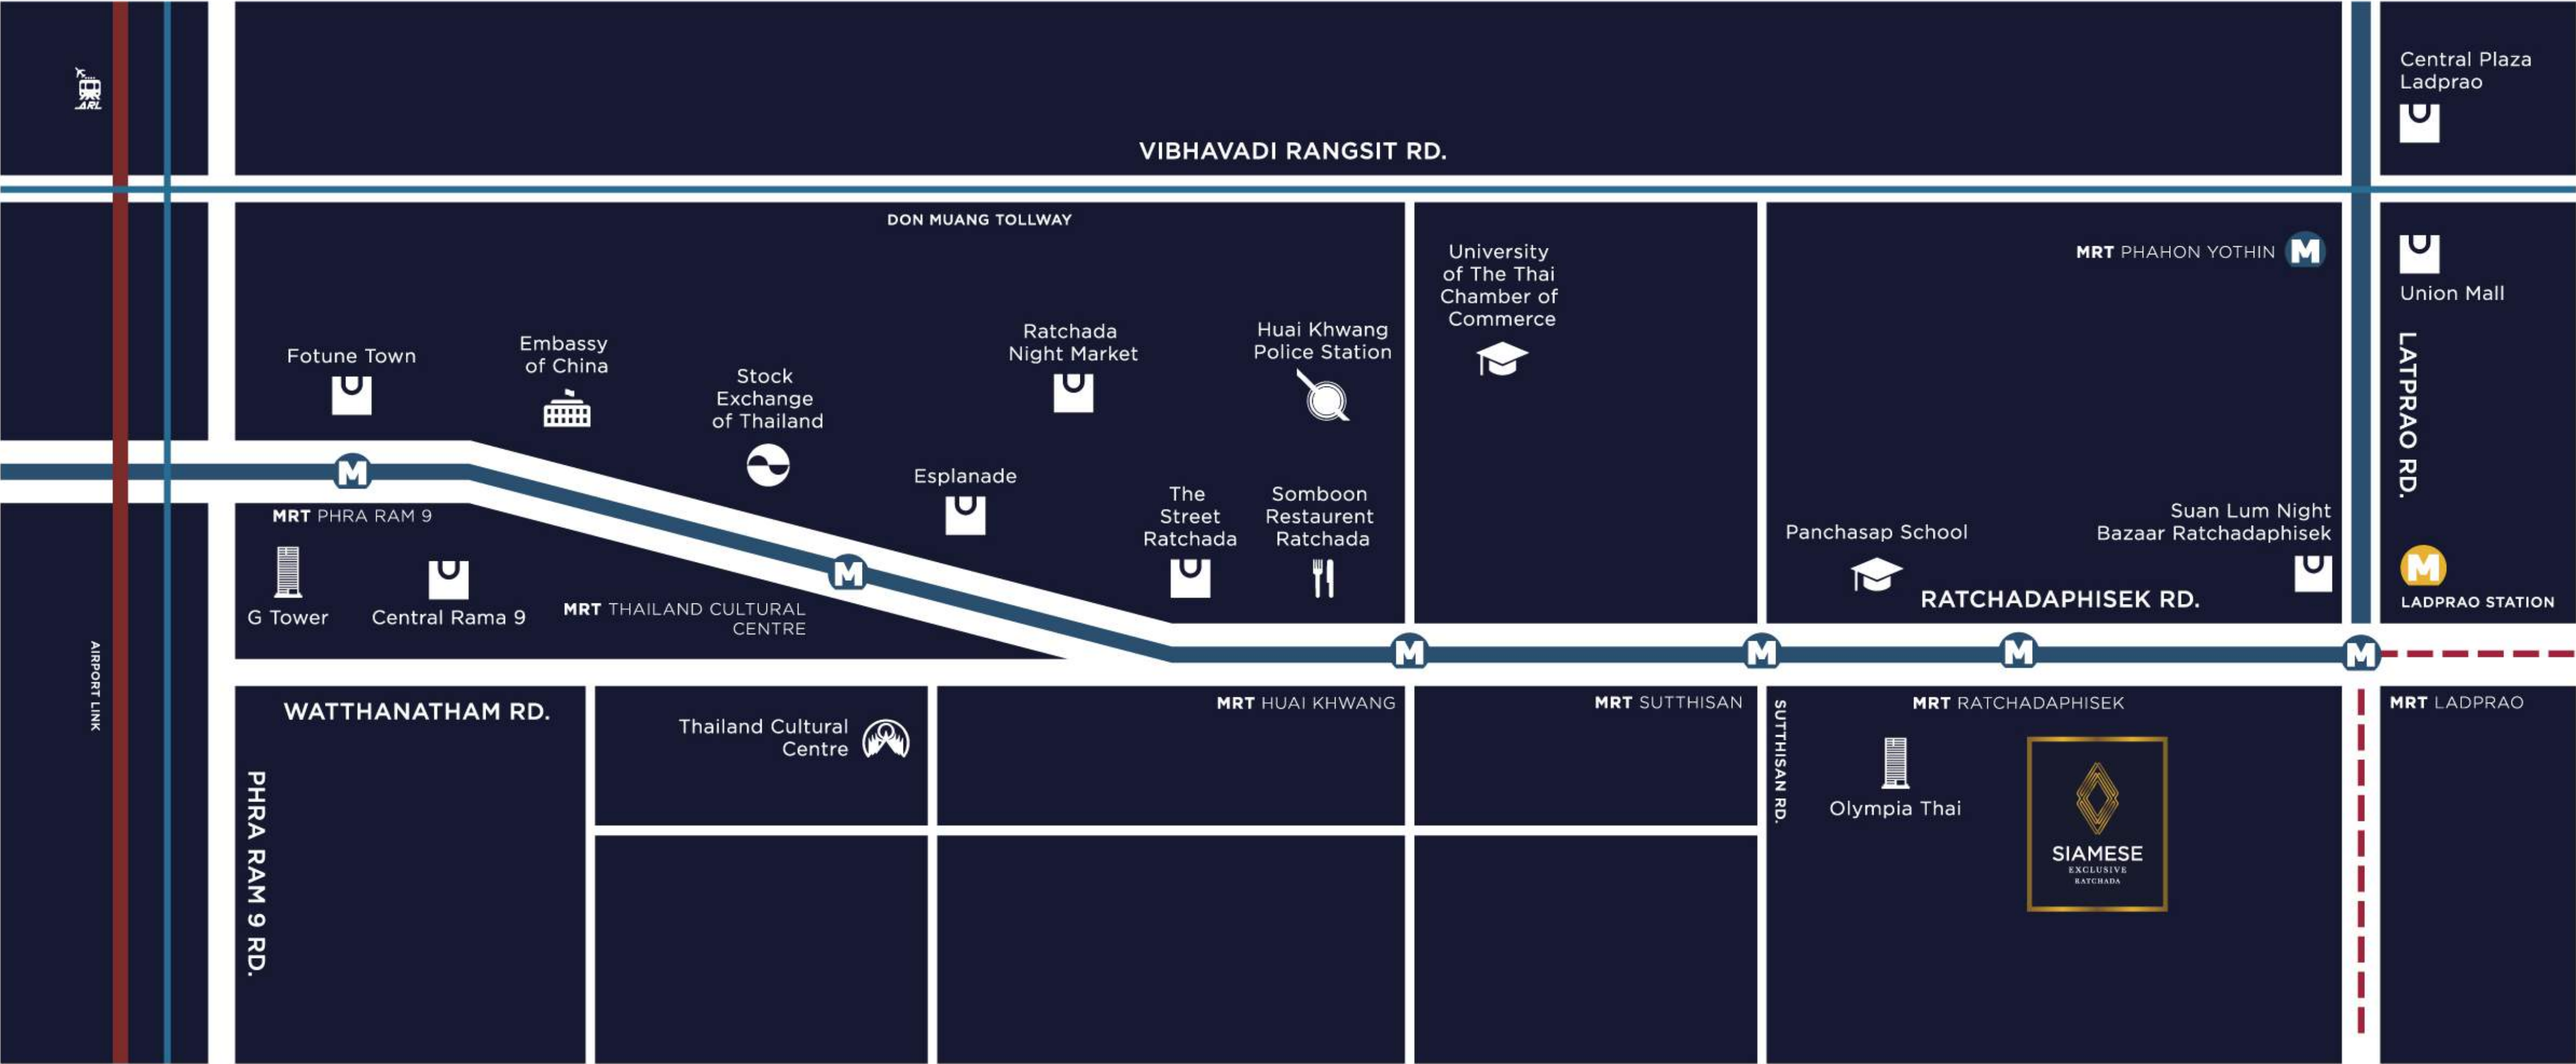 ARL
Central Plaza
Ladprao
VIBHAVADI RANGSIT RD.
DON MUANG TOLLWAY
University
of The Thai
Chamber of
Commerce
MRT PHAHON YOTHIN M
Union Mall
LATPRAO RD.
Fotune Town
Embassy
of China
Stock
Exchange
of Thailand
Ratchada
Night Market
Huai Khwang
Police Station
Esplanade
The
Street
Ratchada
Somboon
Restaurent
Ratchada
Panchasap School
Suan Lum Night
Bazaar Ratchadaphisek
M
LADPRAO STATION
RATCHADAPHISEK RD.
M
MRT PHRA RAM 9
G Tower
Central Rama 9
M
MRT THAILAND CULTURAL
CENTRE
M
M
M
M
AIRPORT LINK
WATTHANATHAM RD.
PHRA RAM 9 RD.
Thailand Cultural
Centre
MRT HUAI KHWANG
MRT SUTTHISAN
SUTTHISAN RD.
MRT RATCHADAPHISEK
MRT LADPRAO
Olympia Thai
SIAMESE
EXCLUSIVE
RATCHADA